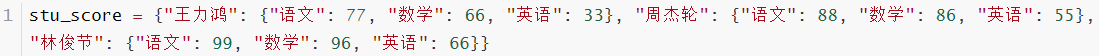 1 stu_score = {"王力鸿": {"语文": 77, "数学": 66, "英语": 33}, "周杰轮": {"语文": 88, "数学": 86, "英语": 55},
"林俊节": {"语文": 99, "数学": 96, "英语": 66}}